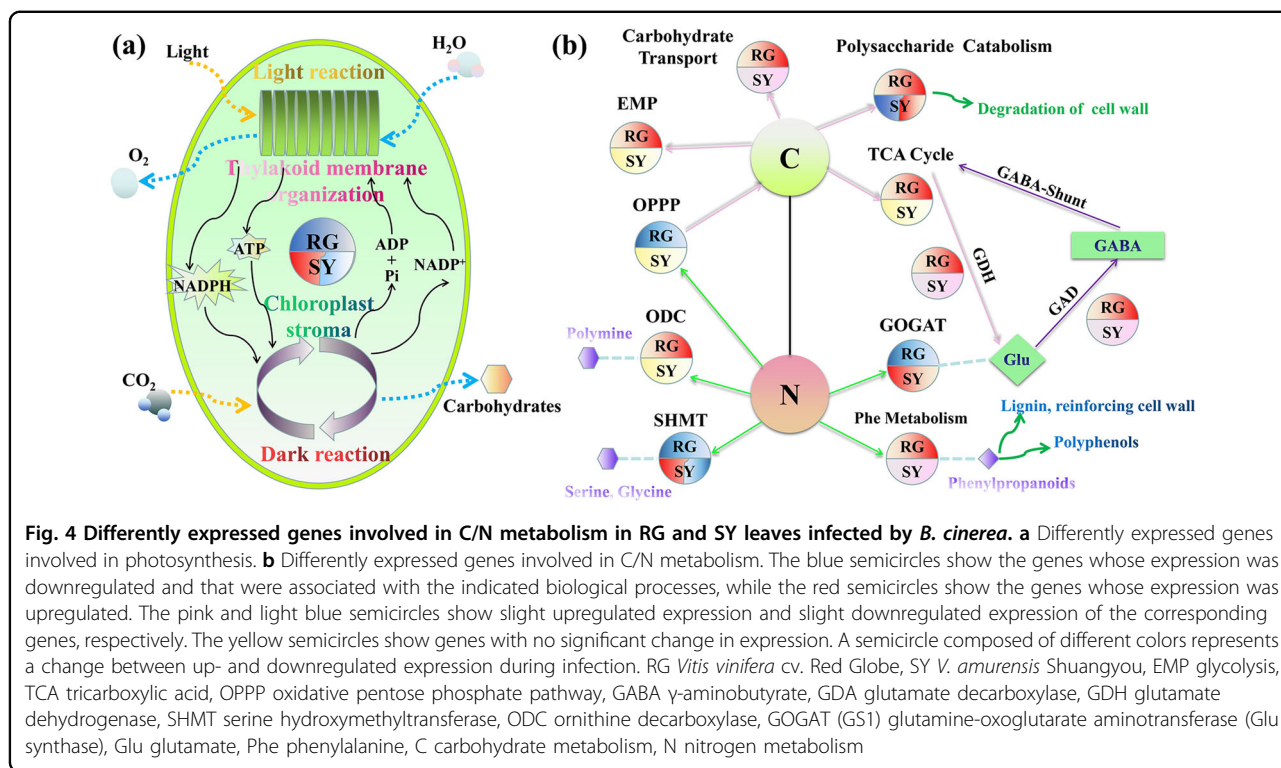 (a)
Light
H₂O
Light reaction
O₂
Thylakoid membrane
organization
RG
SY
ATP
ADP
+
Pi
NADP⁺
NADPH
Chloroplast
stroma
CO₂
Carbohydrates
Dark reaction
(b)
Carbohydrate
Transport
RG
SY
Polysaccharide Catabolism
RG
SY
Degradation of cell wall
EMP
RG
SY
C
TCA Cycle
RG
SY
GABA-Shunt
OPPP
RG
SY
RG
SY
GDH
GABA
GAD
RG
SY
ODC
Polymine
RG
SY
GOGAT
RG
SY
Glu
N
Lignin, reinforcing cell wall
SHMT
RG
SY
Phe Metabolism
RG
SY
Polyphenols
Serine, Glycine
Phenylpropanoids
Fig. 4 Differently expressed genes involved in C/N metabolism in RG and SY leaves infected by B. cinerea. a Differently expressed genes
involved in photosynthesis. b Differently expressed genes involved in C/N metabolism. The blue semicircles show the genes whose expression was
downregulated and that were associated with the indicated biological processes, while the red semicircles show the genes whose expression was
upregulated. The pink and light blue semicircles show slight upregulated expression and slight downregulated expression of the corresponding
genes, respectively. The yellow semicircles show genes with no significant change in expression. A semicircle composed of different colors represents
a change between up- and downregulated expression during infection. RG Vitis vinifera cv. Red Globe, SY V. amurensis Shuangyou, EMP glycolysis,
TCA tricarboxylic acid, OPPP oxidative pentose phosphate pathway, GABA γ-aminobutyrate, GDA glutamate decarboxylase, GDH glutamate
dehydrogenase, SHMT serine hydroxymethyltransferase, ODC ornithine decarboxylase, GOGAT (GS1) glutamine-oxoglutarate aminotransferase (Glu
synthase), Glu glutamate, Phe phenylalanine, C carbohydrate metabolism, N nitrogen metabolism